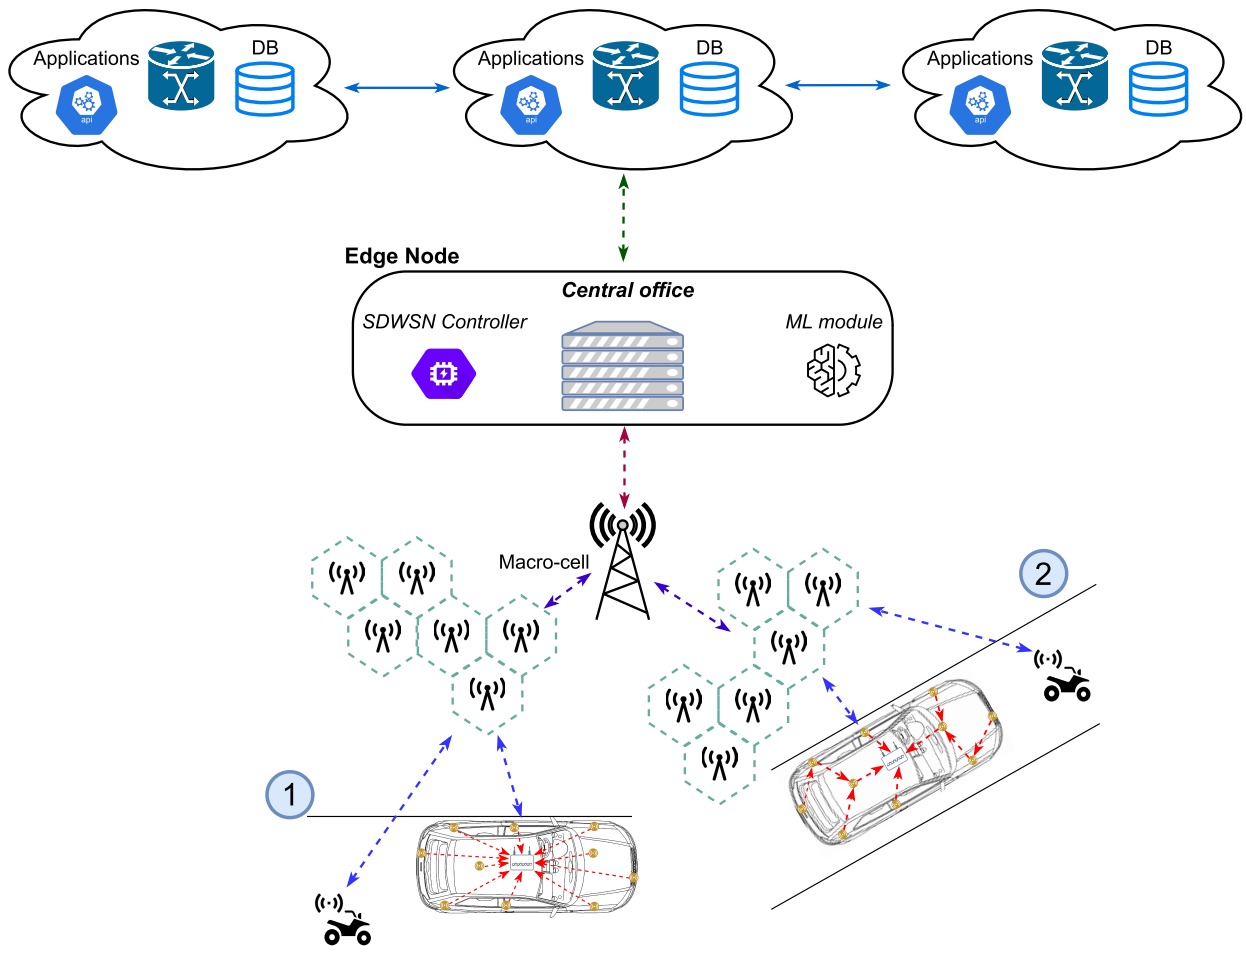 Applications
DB
api
Applications
DB
api
Applications
DB
api
Edge Node
Central office
SDWSN Controller
ML module
Macro-cell
2
1